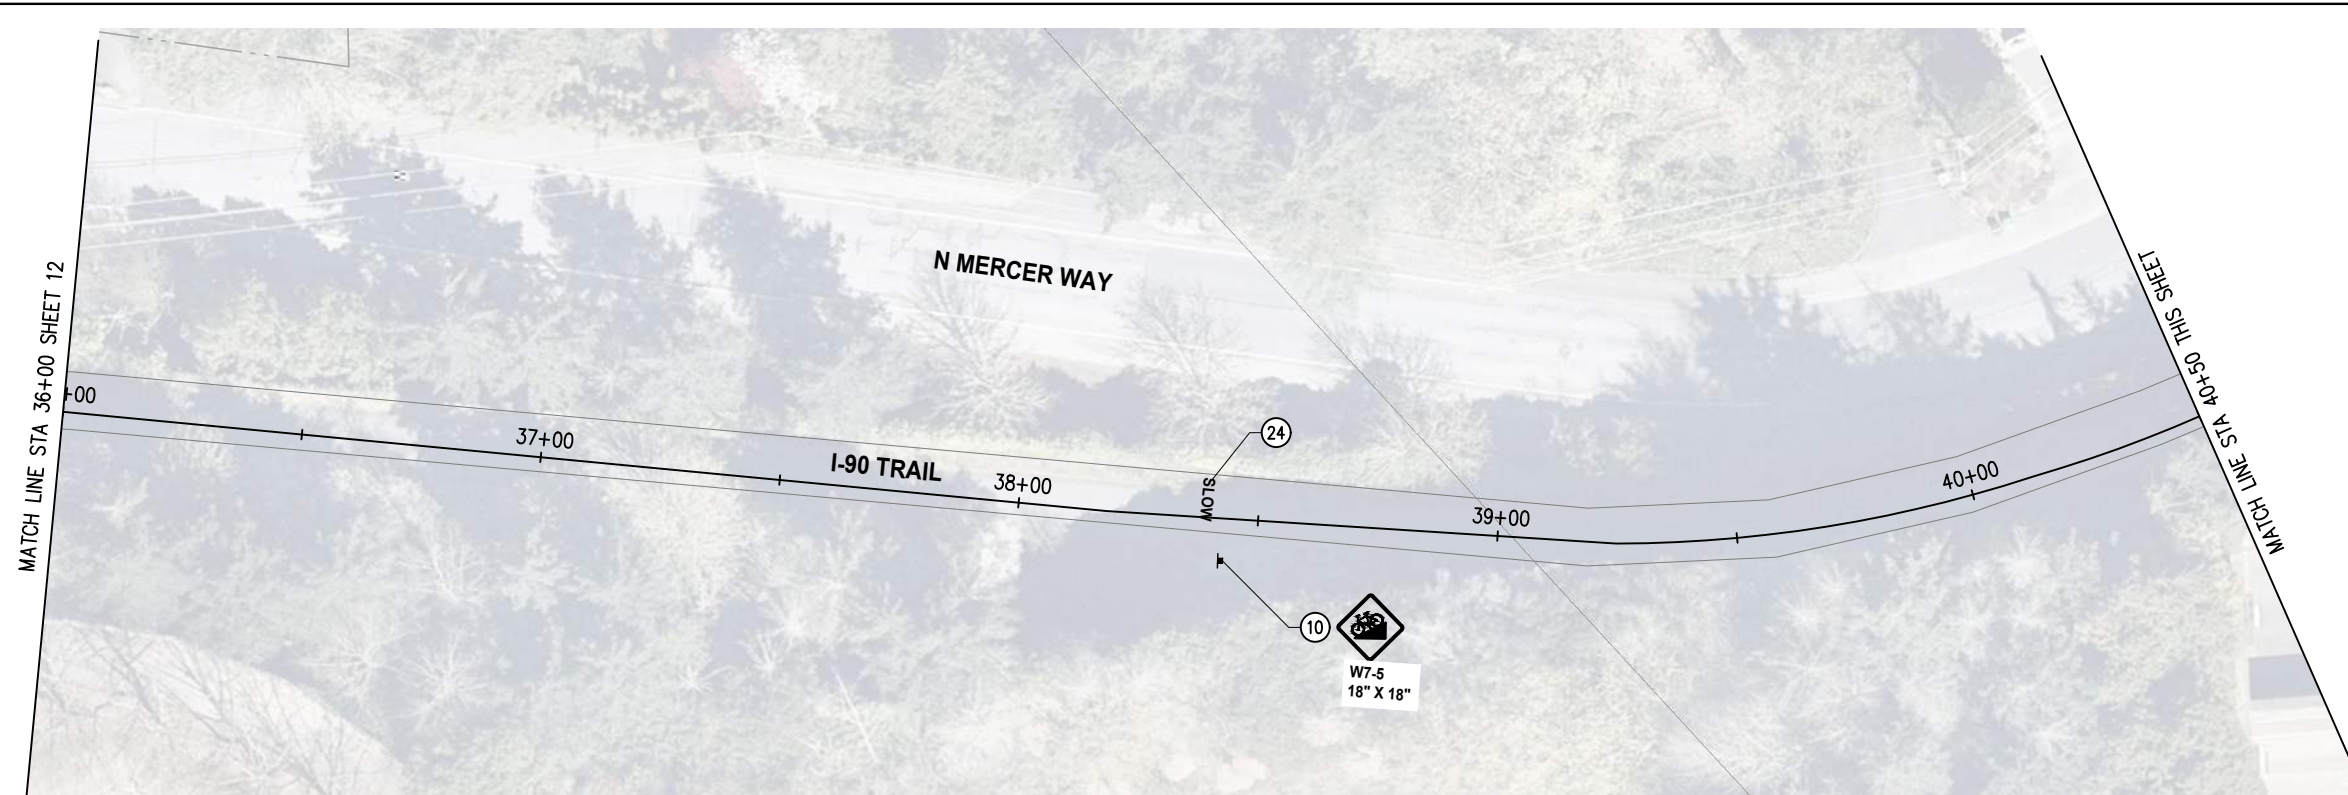 MATCH LINE STA 36+00 SHEET 12
+00
37+00
I-90 TRAIL
38+00
N MERCER WAY
24
SLOW
39+00
10
W7-5
18" X 18"
40+00
MATCH LINE STA 40+50 THIS SHEET